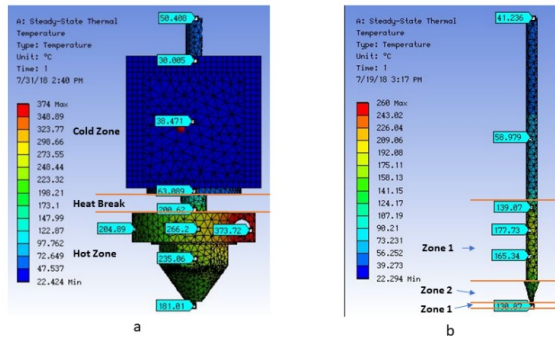 A: Steady-State Thermal
Temperature
Type: Temperature
Unit: °C
Time: 1
7/31/18 2:40 PM
374 Max
348.89
323.77
298.66
273.55
248.44
223.32
198.21
173.1
147.99
122.87
97.762
72.649
47.537
22.424 Min
Cold Zone
Heat Break
Hot Zone
50.408
30.005
38.471
63.089
200.62
204.89
266.2
373.72
235.06
181.01
a
A: Steady-State Thermal
Temperature
Type: Temperature
Unit: °C
Time: 1
7/19/18 3:17 PM
260 Max
243.02
226.04
209.06
192.08
175.11
158.13
141.15
124.17
107.19
90.21
73.231
56.252
39.273
22.294 Min
41.236
58.979
139.07
177.73
165.34
130.87
Zone 1
Zone 2
Zone 1
b